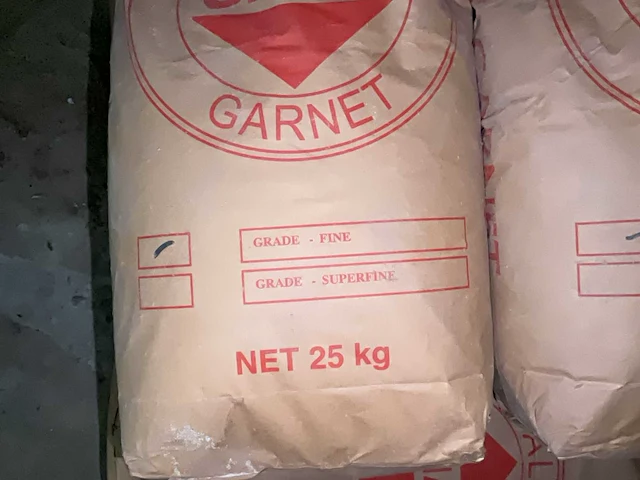 GARNET
GRADE - FINE
GRADE - SUPERFINE
NET 25 kg